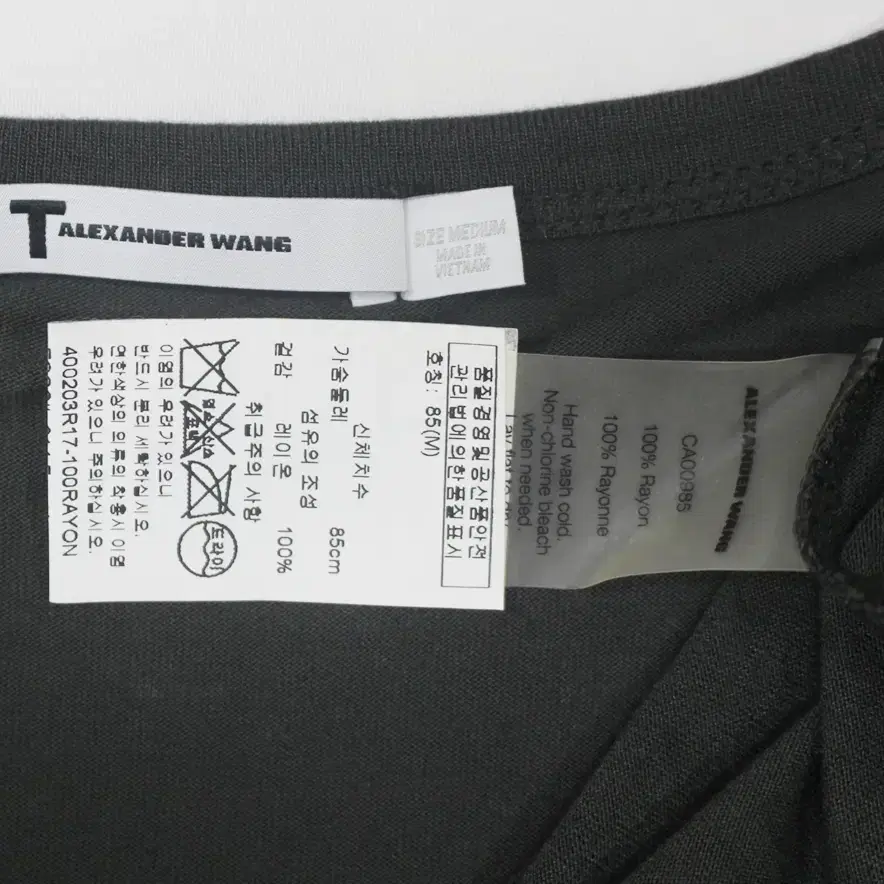 T ALEXANDER WANG
SIZE MEDIUM
MADE IN
VIETNAM
품질경영및공산품안전
관리법에의한품질표시
호칭: 85(M)
신체치수
가슴둘레 85cm
섬유의 조성
겉감 레이온 100%
취급주의 사항
드라이
이염의 우려가 있으니
반드시 분리 세탁하십시오.
연한색상의 의류와 착용시 이염
우려가 있으니 주의하십시오.
400203R17-100RAYON
ALEXANDER WANG
CA00985
100% Rayon
100% Rayonne
Hand wash cold.
Non-chlorine bleach
when needed.
Lay flat to dry